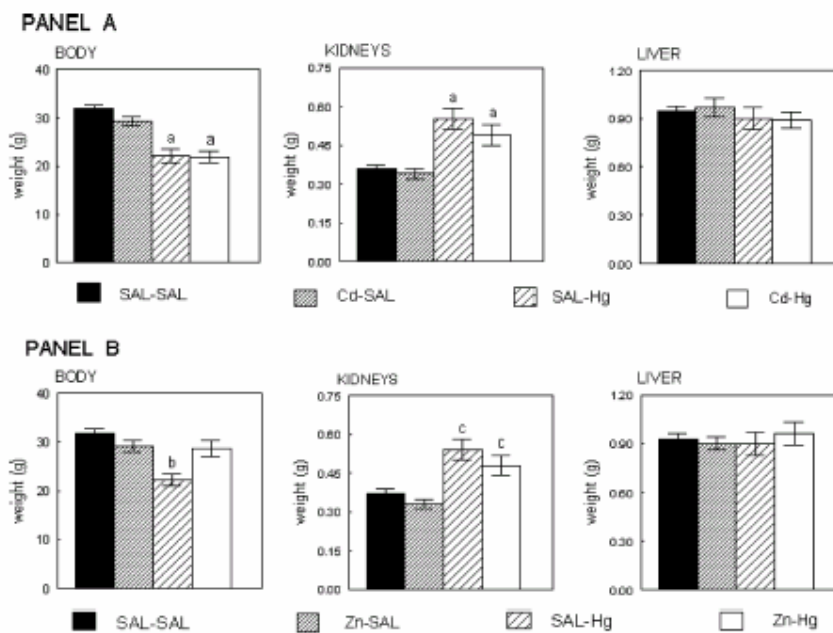 PANEL A
BODY
KIDNEYS
LIVER
weight (g)
40
30
20
10
0
a
a
weight (g)
0.75
0.60
0.45
0.30
0.15
0.00
a
a
weight (g)
1.20
0.90
0.60
0.30
0.00
SAL-SAL
Cd-SAL
SAL-Hg
Cd-Hg
PANEL B
BODY
KIDNEYS
LIVER
weight (g)
40
30
20
10
0
b
weight (g)
0.75
0.60
0.45
0.30
0.15
0.00
c
c
weight (g)
1.20
0.90
0.60
0.30
0.00
SAL-SAL
Zn-SAL
SAL-Hg
Zn-Hg